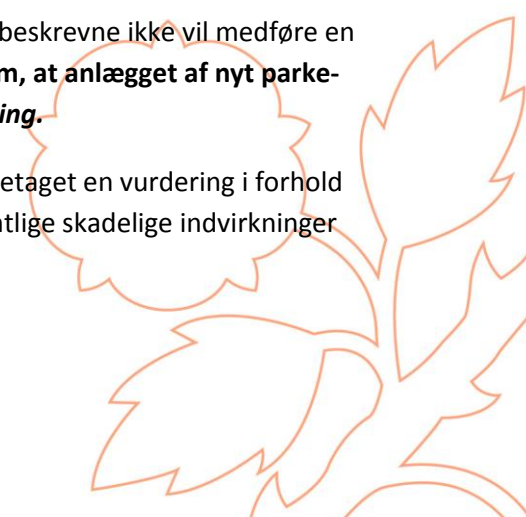 beskrevne ikke vil medføre en
m, at anlægget af nyt parke-
ing.
etaget en vurdering i forhold
tlige skadelige indvirkninger